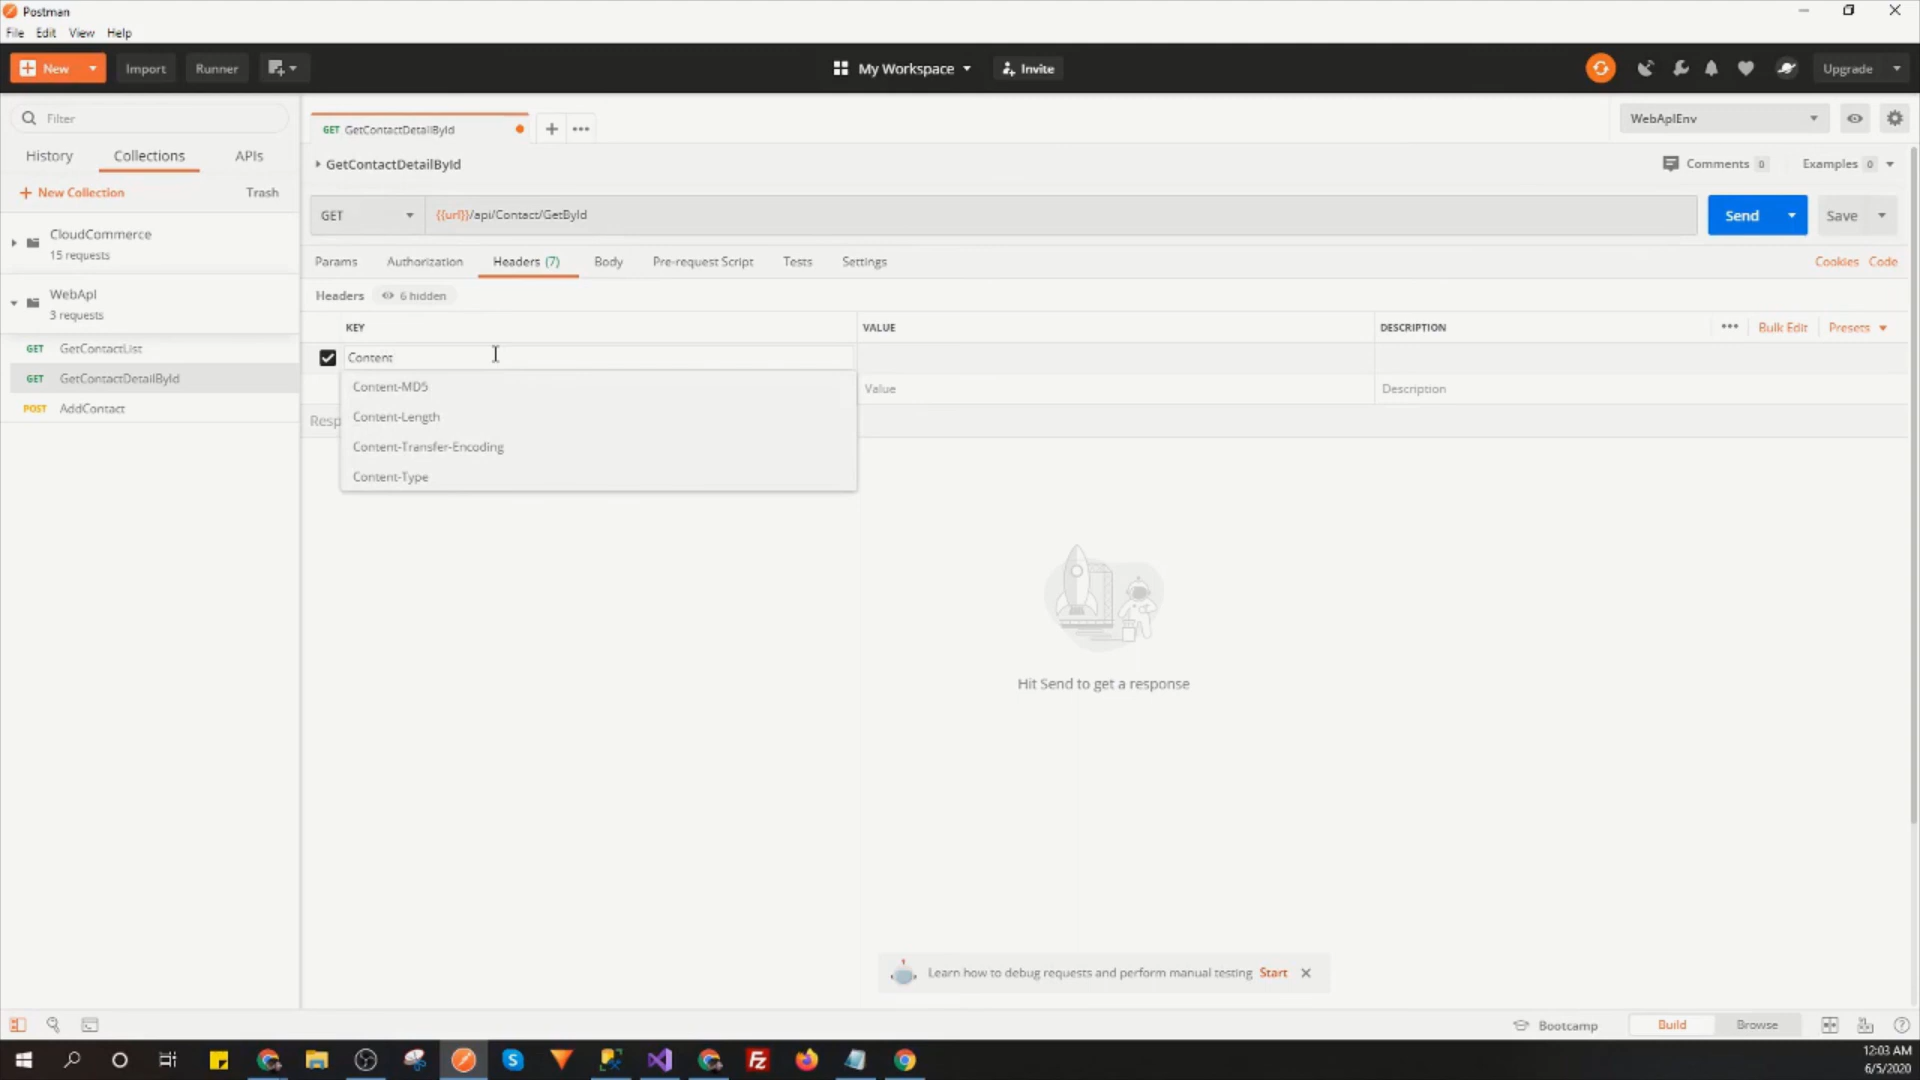 Postman
File Edit View Help
New Import Runner My Workspace Invite Upgrade
Filter
GET GetContactDetailById
WebApiEnv
History Collections APIs
GetContactDetailById
Comments 0 Examples 0
New Collection Trash
GET {{url}}/api/Contact/GetById Send Save
CloudCommerce
15 requests
Params Authorization Headers (7) Body Pre-request Script Tests Settings Cookies Code
WebApi
3 requests
Headers 6 hidden
KEY VALUE DESCRIPTION Bulk Edit Presets
GET GetContactList
Content
GET GetContactDetailById
Content-MD5
Value Description
POST AddContact
Content-Length
Resp
Content-Transfer-Encoding
Content-Type
Hit Send to get a response
Learn how to debug requests and perform manual testing Start
Bootcamp Build Browse
12:03 AM
6/5/2020